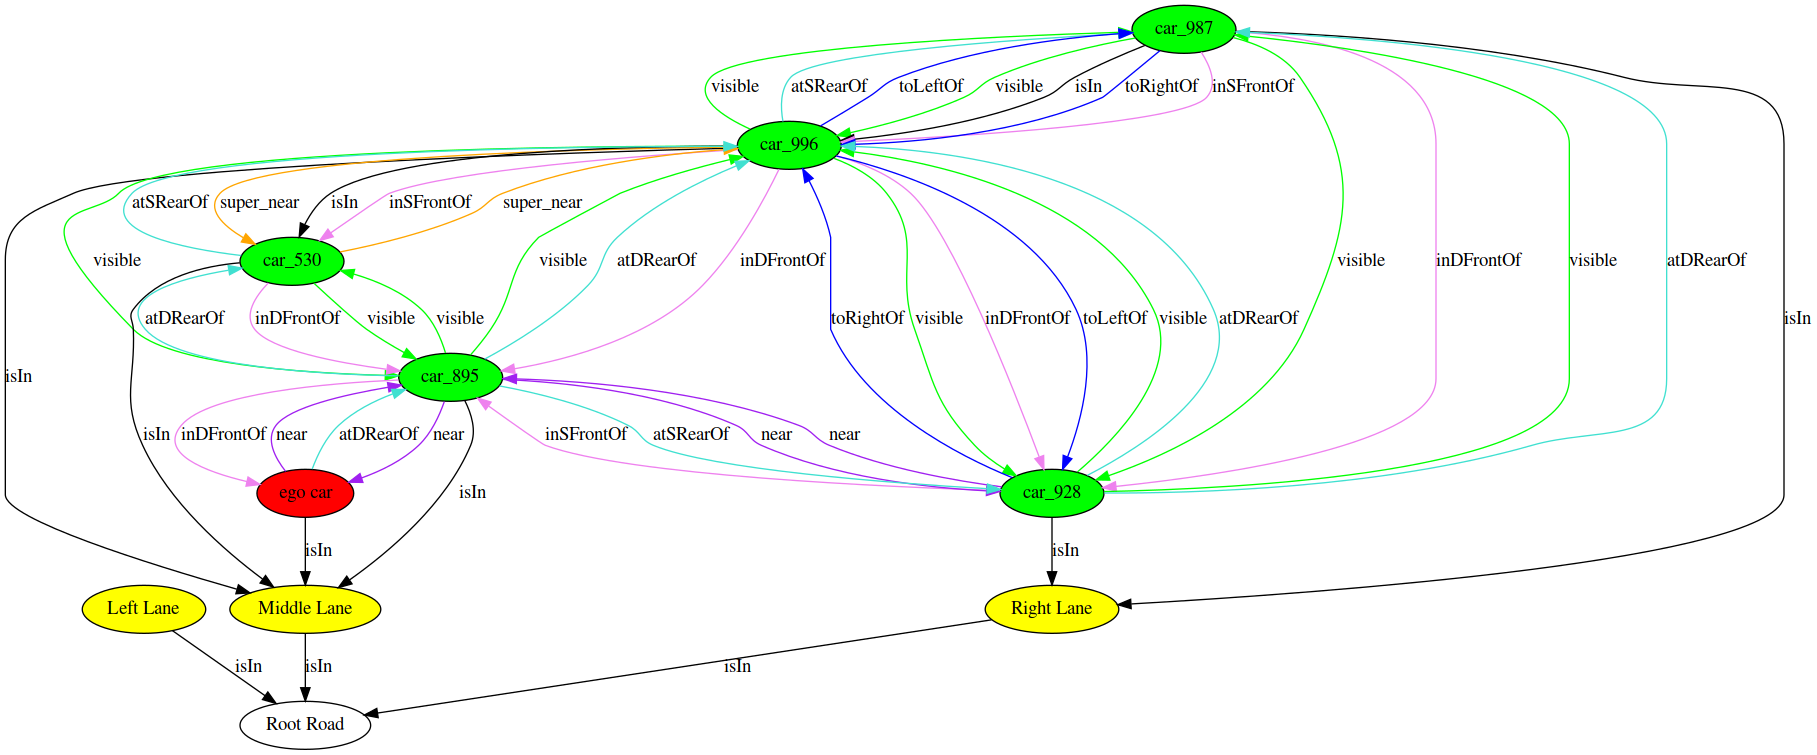 car_987
visible
atSRearOf
toLeftOf
visible
isIn
toRightOf
inSFrontOf
car_996
atSRearOf
super_near
isIn
inSFrontOf
super_near
visible
car_530
visible
atDRearOf
inDFrontOf
visible
inDFrontOf
visible
atDRearOf
atDRearOf
inDFrontOf
visible
visible
toRightOf
visible
inDFrontOf
toLeftOf
visible
atDRearOf
isIn
isIn
car_895
isIn
inDFrontOf
near
atDRearOf
near
inSFrontOf
atSRearOf
near
near
ego car
isIn
car_928
isIn
isIn
Left Lane
Middle Lane
Right Lane
isIn
isIn
isIn
Root Road